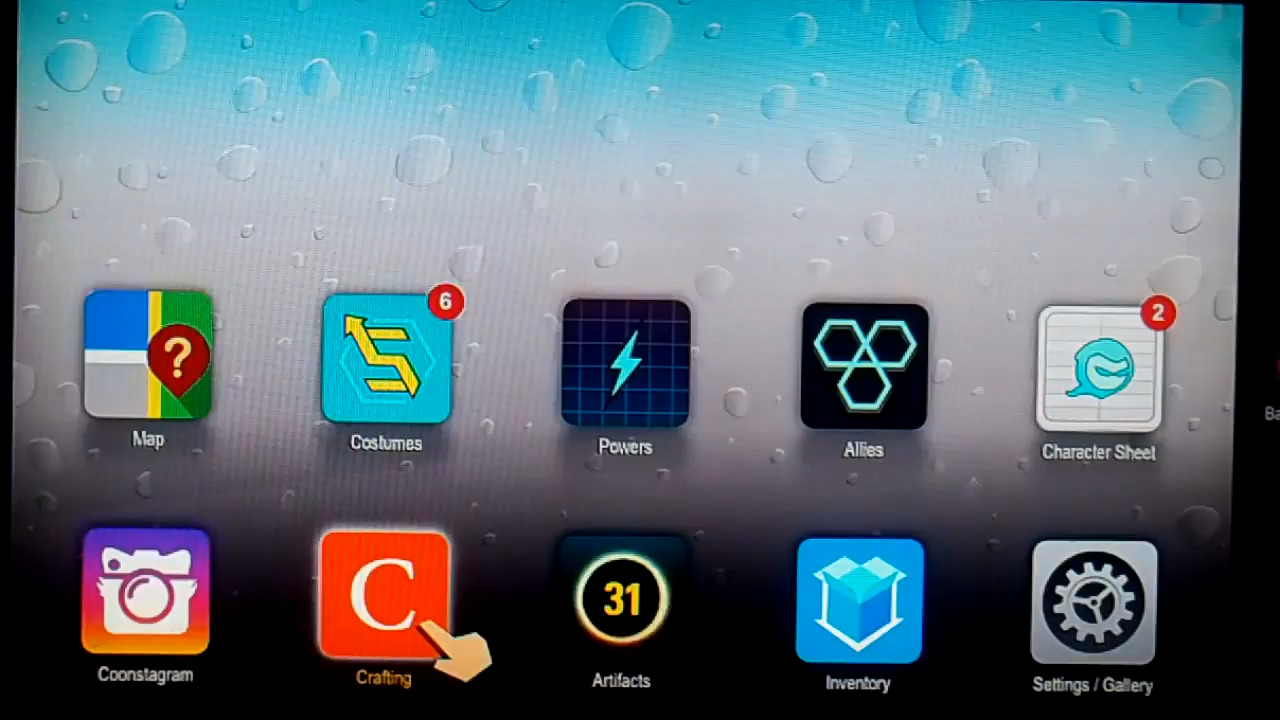 6
2
?
Map
Costumes
Powers
Allies
Character Sheet
C
31
Coonstagram
Crafting
Artifacts
Inventory
Settings / Gallery